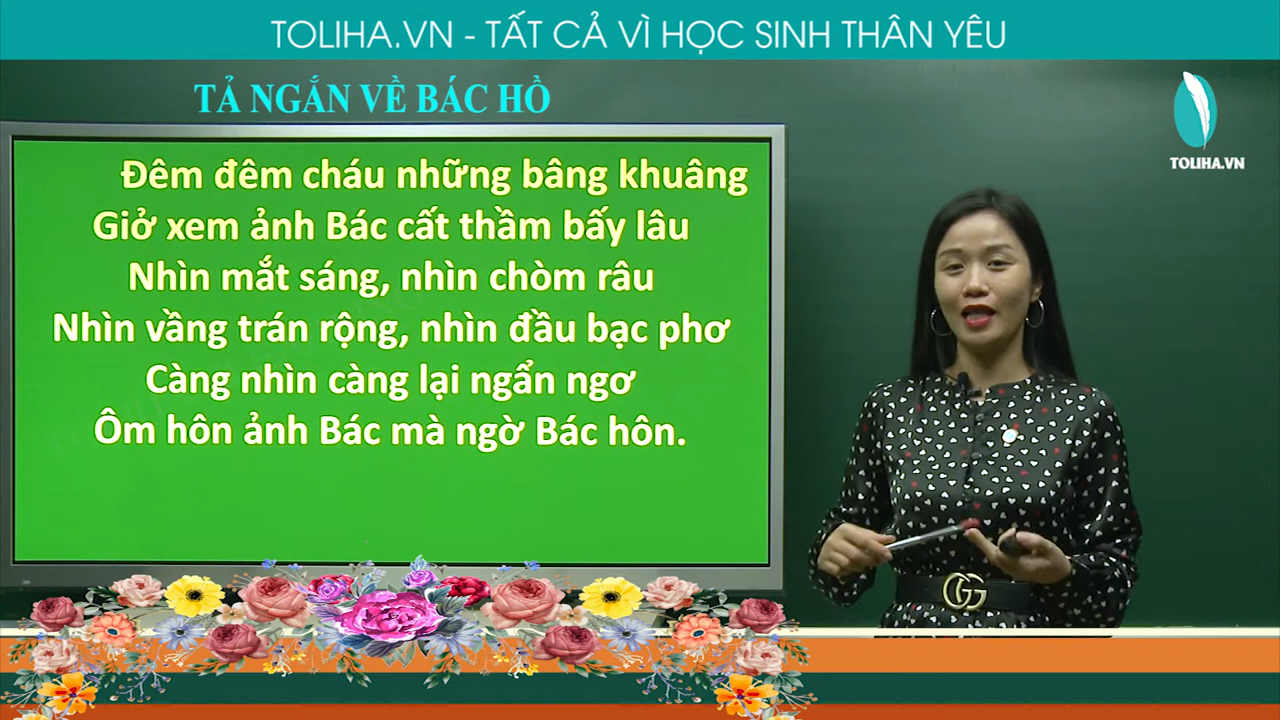 TOLIHA.VN - TẤT CẢ VÌ HỌC SINH THÂN YÊU
TẢ NGẮN VỀ BÁC HỒ
TOLIHA.VN
Đêm đêm cháu những bâng khuâng
Giở xem ảnh Bác cất thầm bấy lâu
Nhìn mắt sáng, nhìn chòm râu
Nhìn vầng trán rộng, nhìn đầu bạc phơ
Càng nhìn càng lại ngẩn ngơ
Ôm hôn ảnh Bác mà ngờ Bác hôn.